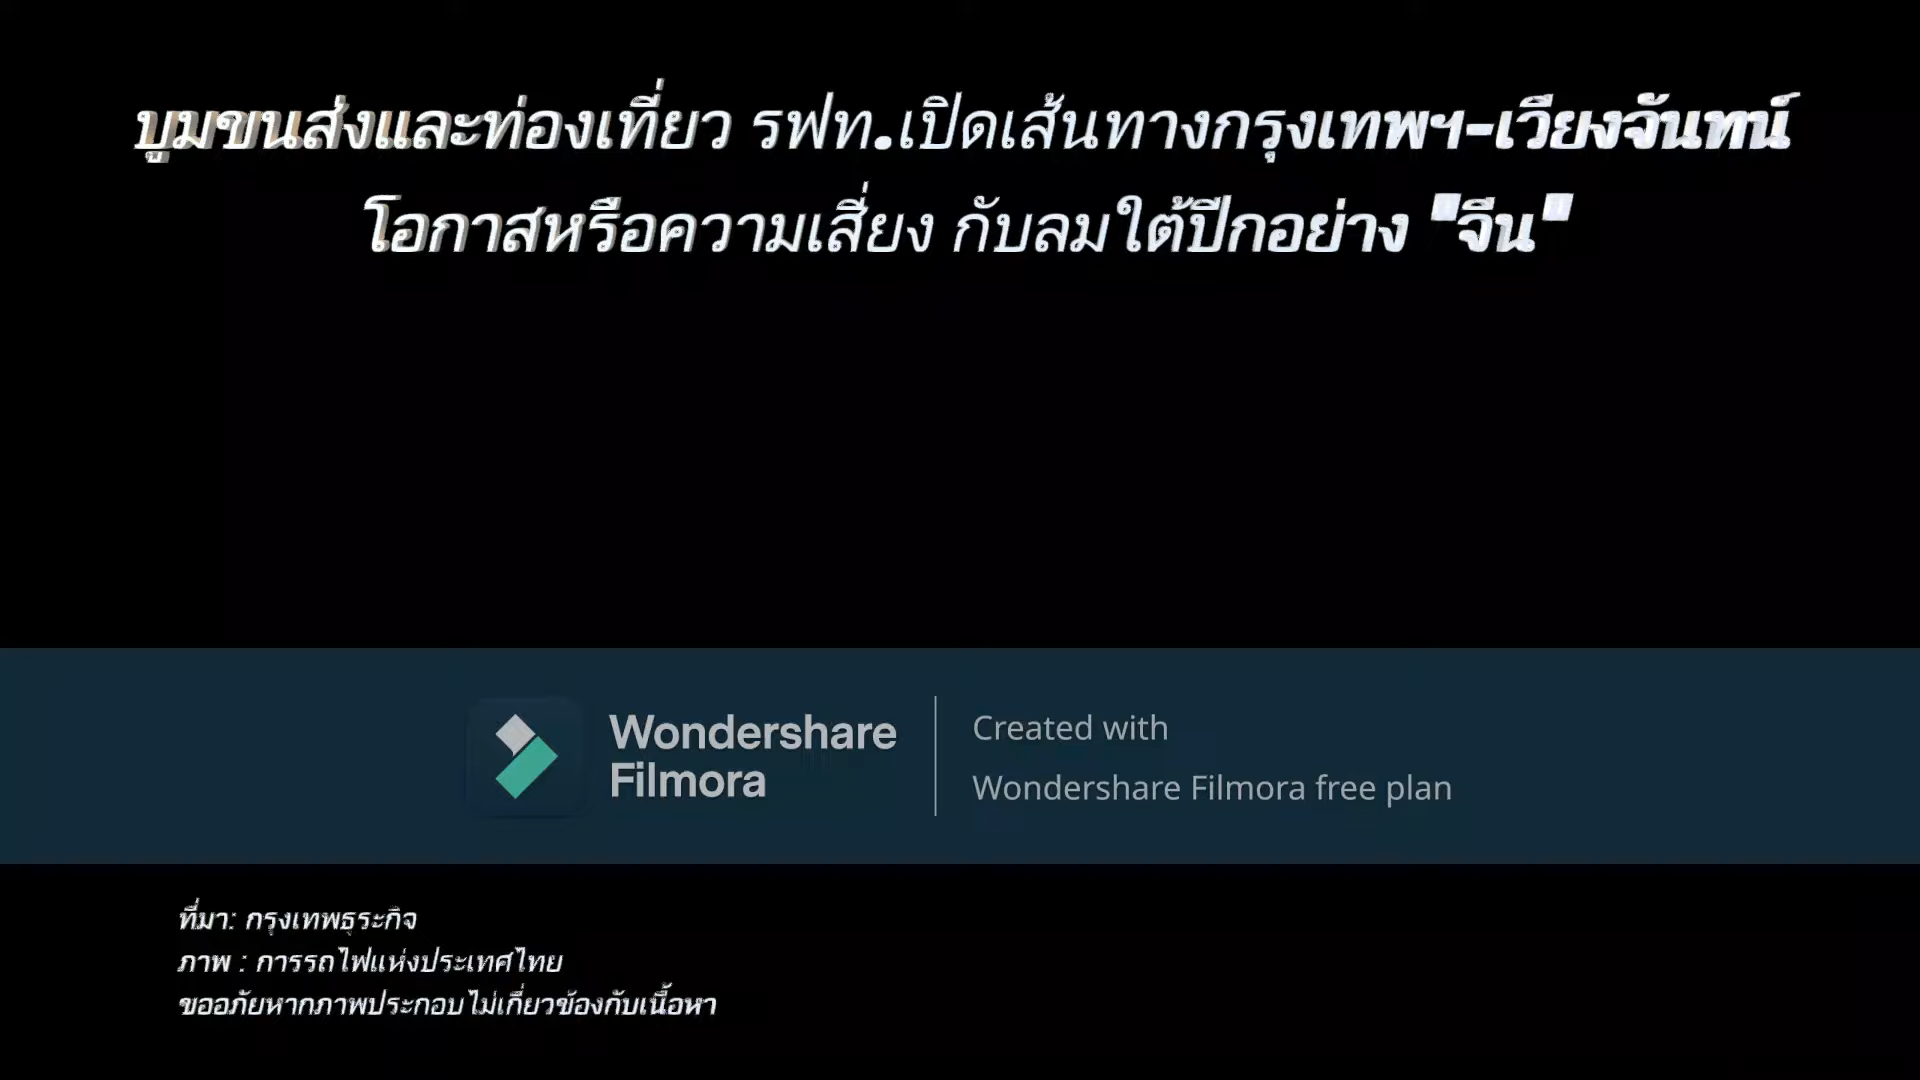 บูมขนส่งและท่องเที่ยว รฟท.เปิดเส้นทางกรุงเทพฯ-เวียงจันทน์
โอกาสหรือความเสี่ยง กับลมใต้ปีกอย่าง "จีน"
Wondershare
Filmora
Created with
Wondershare Filmora free plan
ที่มา: กรุงเทพธุระกิจ
ภาพ : การรถไฟแห่งประเทศไทย
ขออภัยหากภาพประกอบไม่เกี่ยวข้องกับเนื้อหา